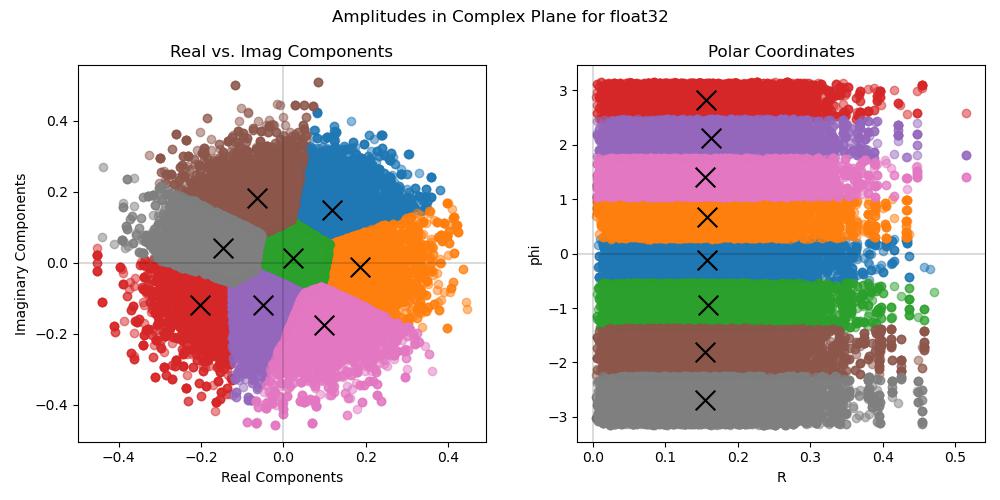 Amplitudes in Complex Plane for float32
Real vs. Imag Components
Imaginary Components
0.4
0.2
0.0
−0.2
−0.4
−0.4 −0.2 0.0 0.2 0.4
Real Components
Polar Coordinates
phi
3
2
1
0
−1
−2
−3
0.0 0.1 0.2 0.3 0.4 0.5
R